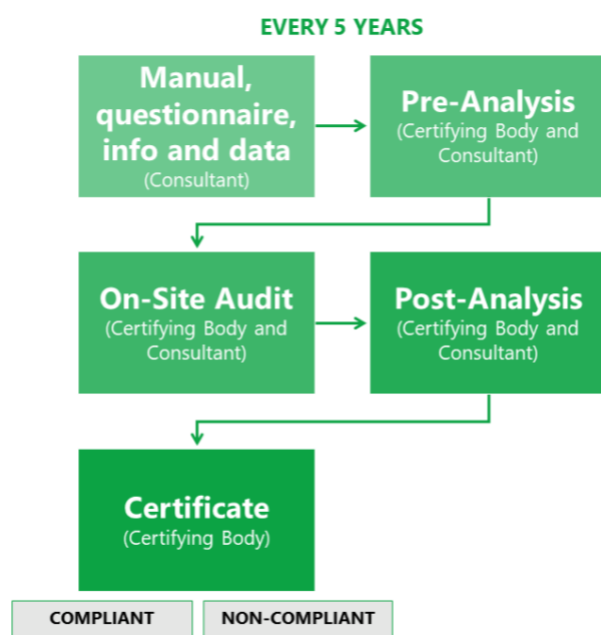 EVERY 5 YEARS
Manual,
questionnaire,
info and data
(Consultant)
Pre-Analysis
(Certifying Body and
Consultant)
On-Site Audit
(Certifying Body and
Consultant)
Post-Analysis
(Certifying Body and
Consultant)
Certificate
(Certifying Body)
COMPLIANT
NON-COMPLIANT